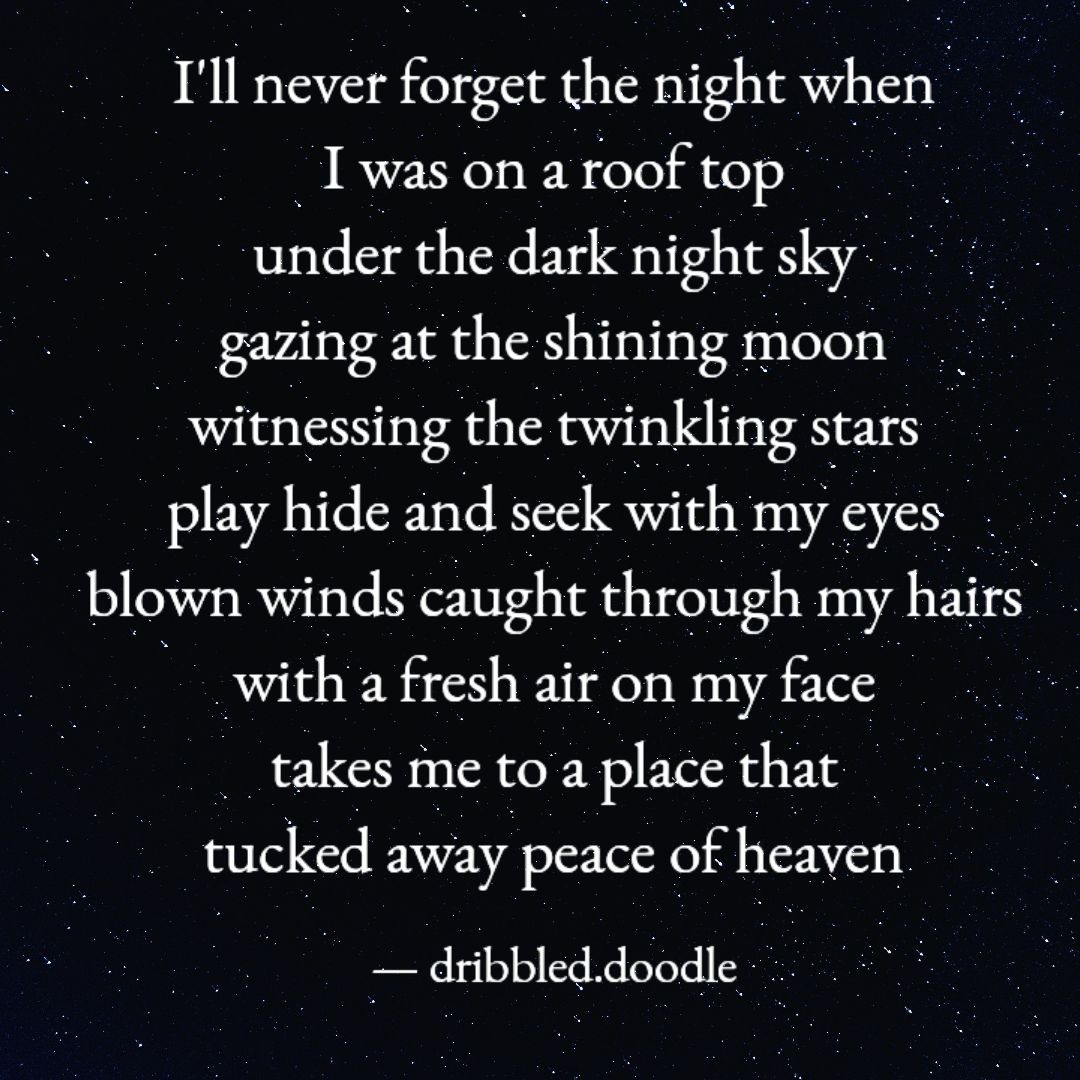 I'll never forget the night when
I was on a roof top
under the dark night sky
gazing at the shining moon
witnessing the twinkling stars
play hide and seek with my eyes
blown winds caught through my hairs
with a fresh air on my face
takes me to a place that
tucked away peace of heaven
— dribbled.doodle